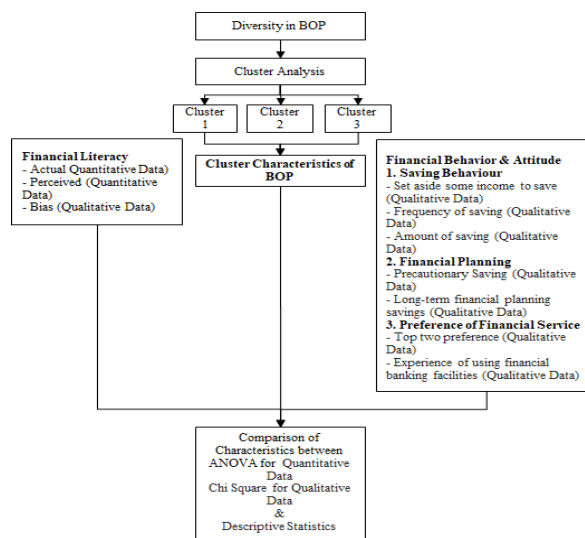 Diversity in BOP
Cluster Analysis
Cluster
1
Cluster
2
Cluster
3
Cluster Characteristics of
BOP
Financial Literacy
- Actual Quantitative Data)
- Perceived (Quantitative
Data)
- Bias (Qualitative Data)
Financial Behavior & Attitude
1. Saving Behaviour
- Set aside some income to save
(Qualitative Data)
- Frequency of saving (Qualitative
Data)
- Amount of saving (Qualitative
Data)
2. Financial Planning
- Precautionary Saving (Qualitative
Data)
- Long-term financial planning
savings (Qualitative Data)
3. Preference of Financial Service
- Top two preference (Qualitative
Data)
- Experience of using financial
banking facilities (Qualitative Data)
Comparison of
Characteristics between
ANOVA for Quantitative
Data
Chi Square for Qualitative
Data
&
Descriptive Statistics